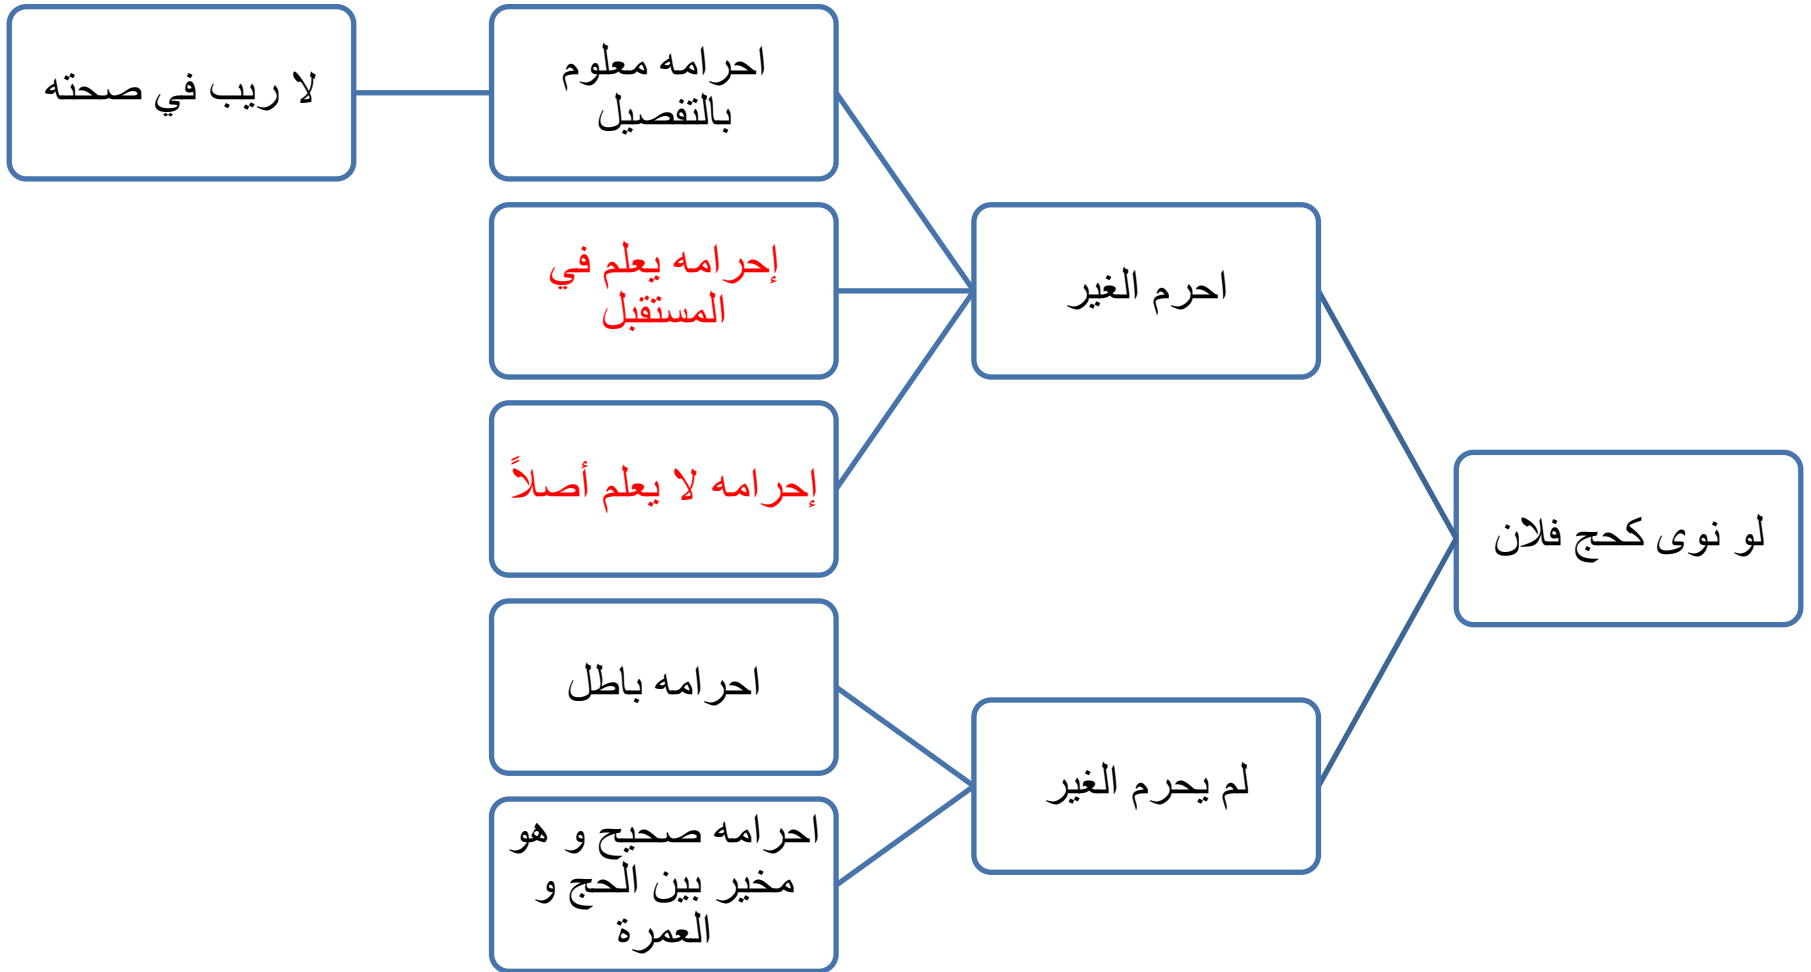 لو نوى كحج فلان
احرم الغير
احرامه معلوم
بالتفصيل
لا ريب في صحته
إحرامه يعلم في
المستقبل
إحرامه لا يعلم أصلاً
لم يحرم الغير
احرامه باطل
احرامه صحيح و هو
مخير بين الحج و
العمرة